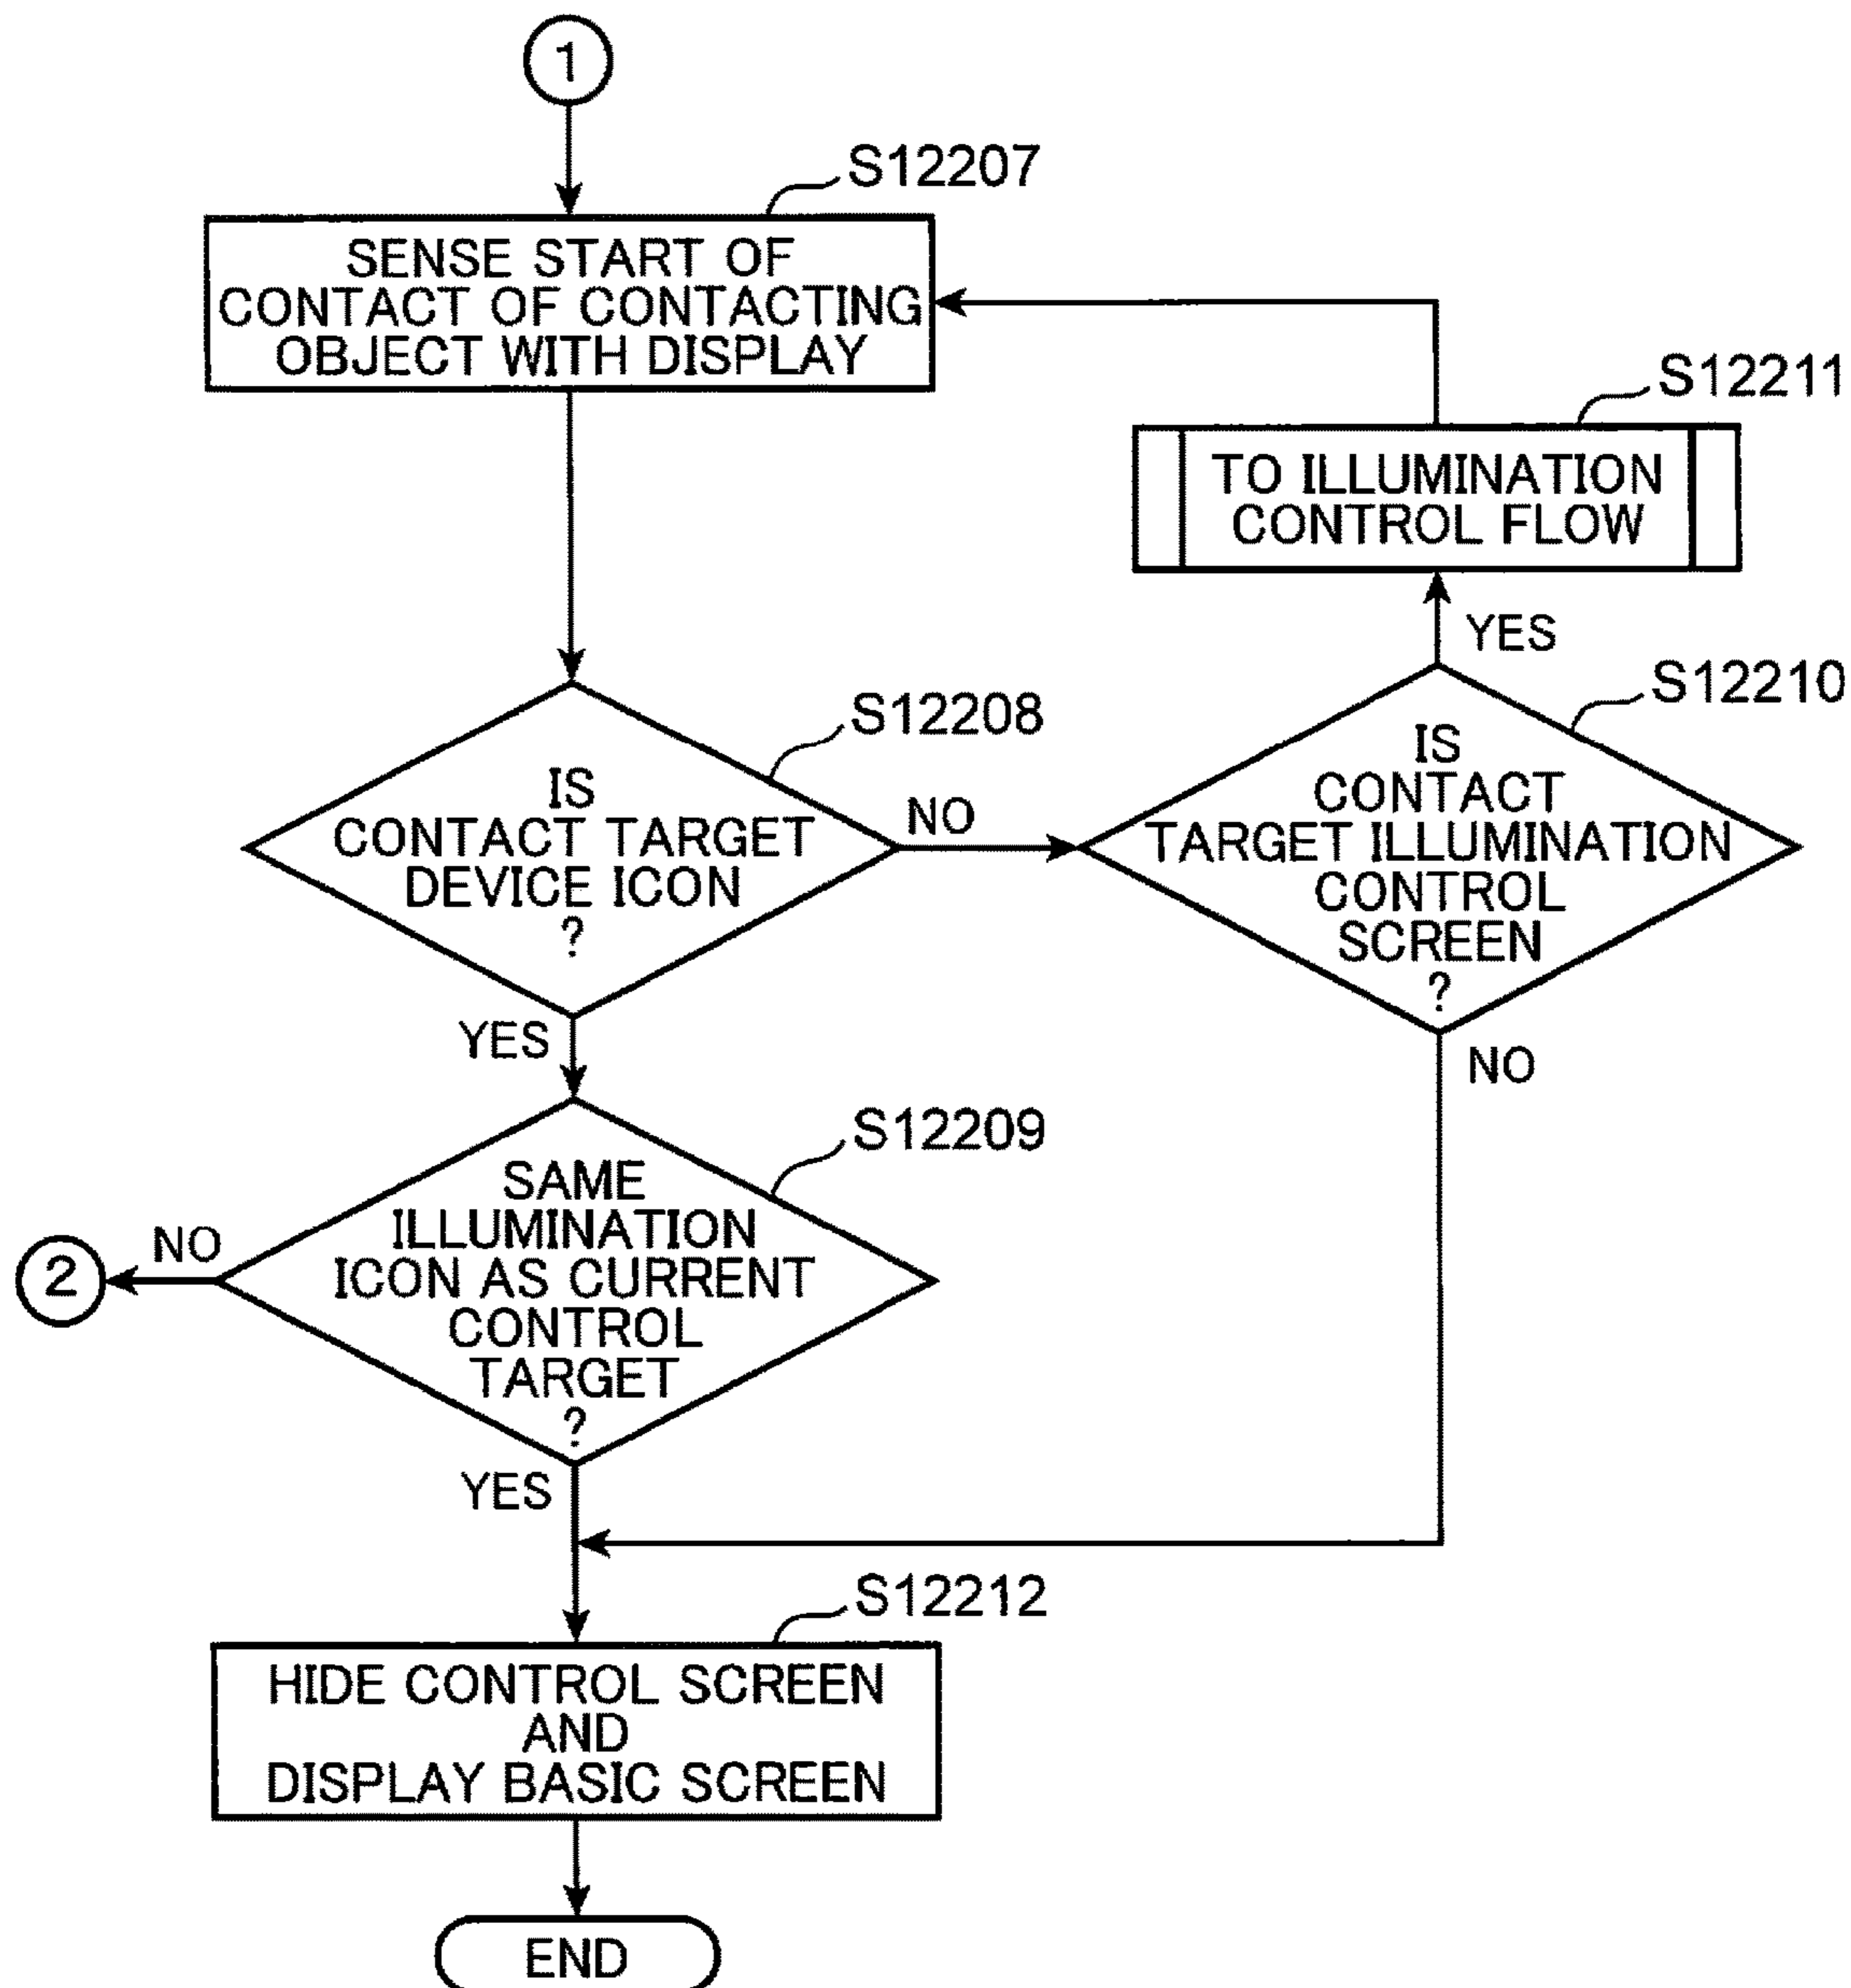 1
S12207
SENSE START OF
CONTACT OF CONTACTING
OBJECT WITH DISPLAY
S12211
TO ILLUMINATION
CONTROL FLOW
YES
S12210
S12208
IS
CONTACT TARGET
DEVICE ICON
?
NO
IS
CONTACT
TARGET ILLUMINATION
CONTROL
SCREEN
?
YES
NO
S12209
SAME
ILLUMINATION
ICON AS CURRENT
CONTROL
TARGET
?
NO
2
YES
S12212
HIDE CONTROL SCREEN
AND
DISPLAY BASIC SCREEN
END